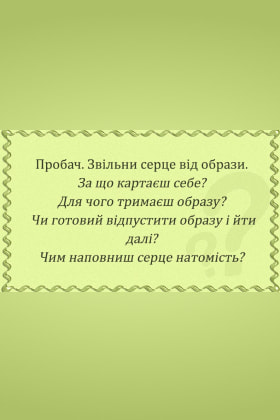 Пробач. Звільни серце від образи.
За що картаєш себе?
Для чого тримаєш образу?
Чи готовий відпустити образу і йти
далі?
Чим наповниш серце натомість?